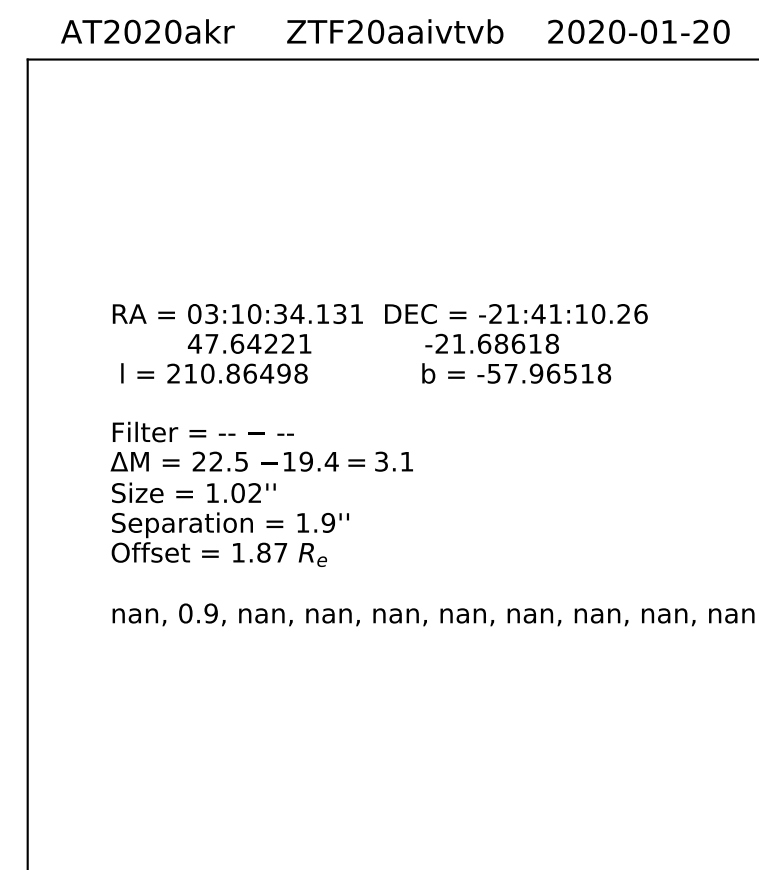 AT2020akr ZTF20aaivtvb 2020-01-20
RA = 03:10:34.131 DEC = -21:41:10.26
47.64221 -21.68618
l = 210.86498 b = -57.96518
Filter = -- − --
ΔM = 22.5 −19.4 = 3.1
Size = 1.02''
Separation = 1.9''
Offset = 1.87 Re
nan, 0.9, nan, nan, nan, nan, nan, nan, nan, nan